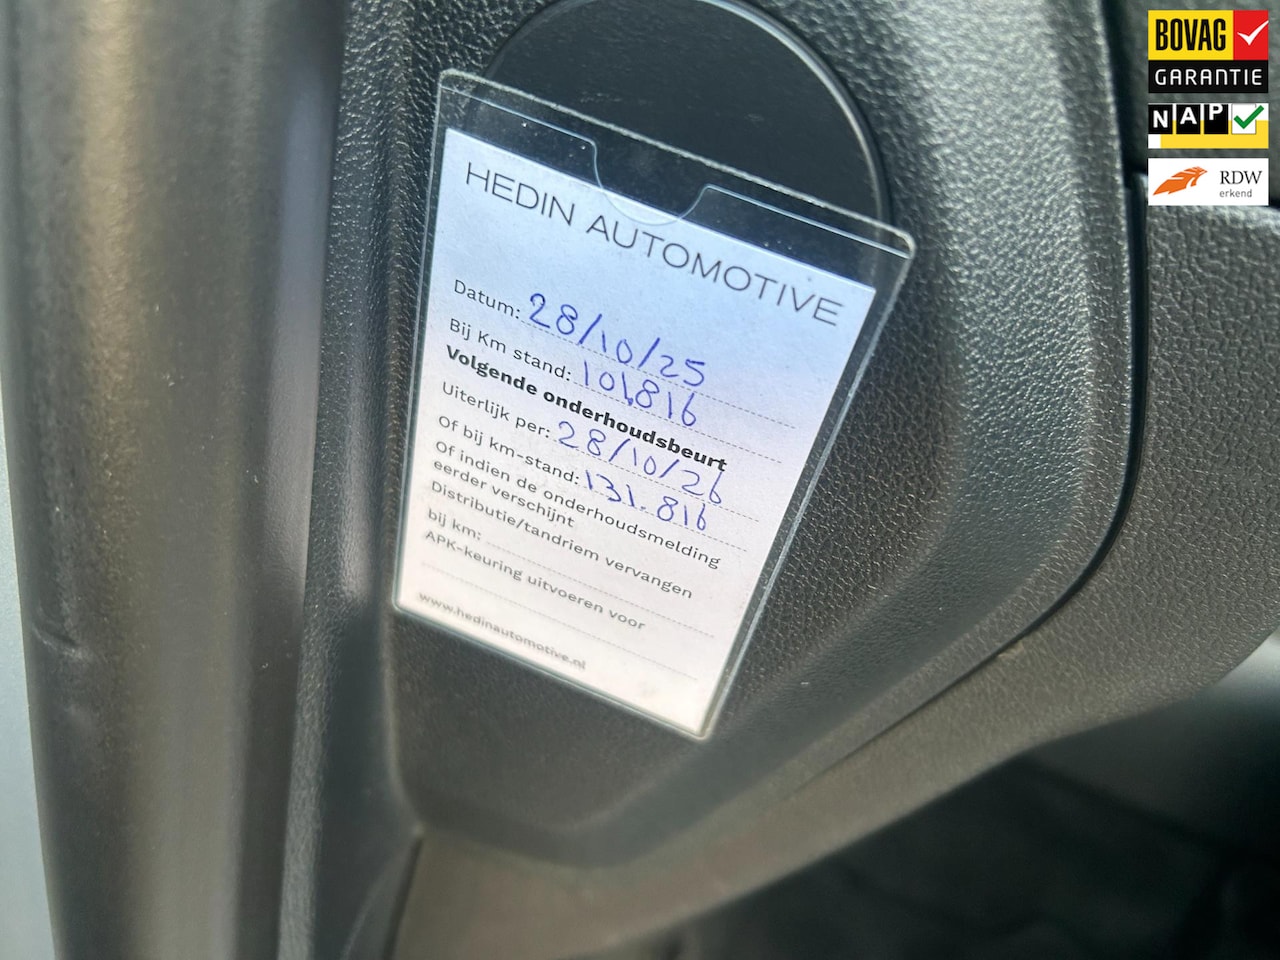 HEDIN AUTOMOTIVE
Datum: 28/10/25
Bij Km stand: 101,816
Volgende onderhoudsbeurt
Uiterlijk per: 28/10/26
Of bij km-stand: 131.816
Of indien de onderhoudsmelding
eerder verschijnt
Distributie/tandriem vervangen
bij km:
APK-keuring uitvoeren voor
www.hedinautomotive.nl
BOVAG
GARANTIE
NAP
RDW
erkend